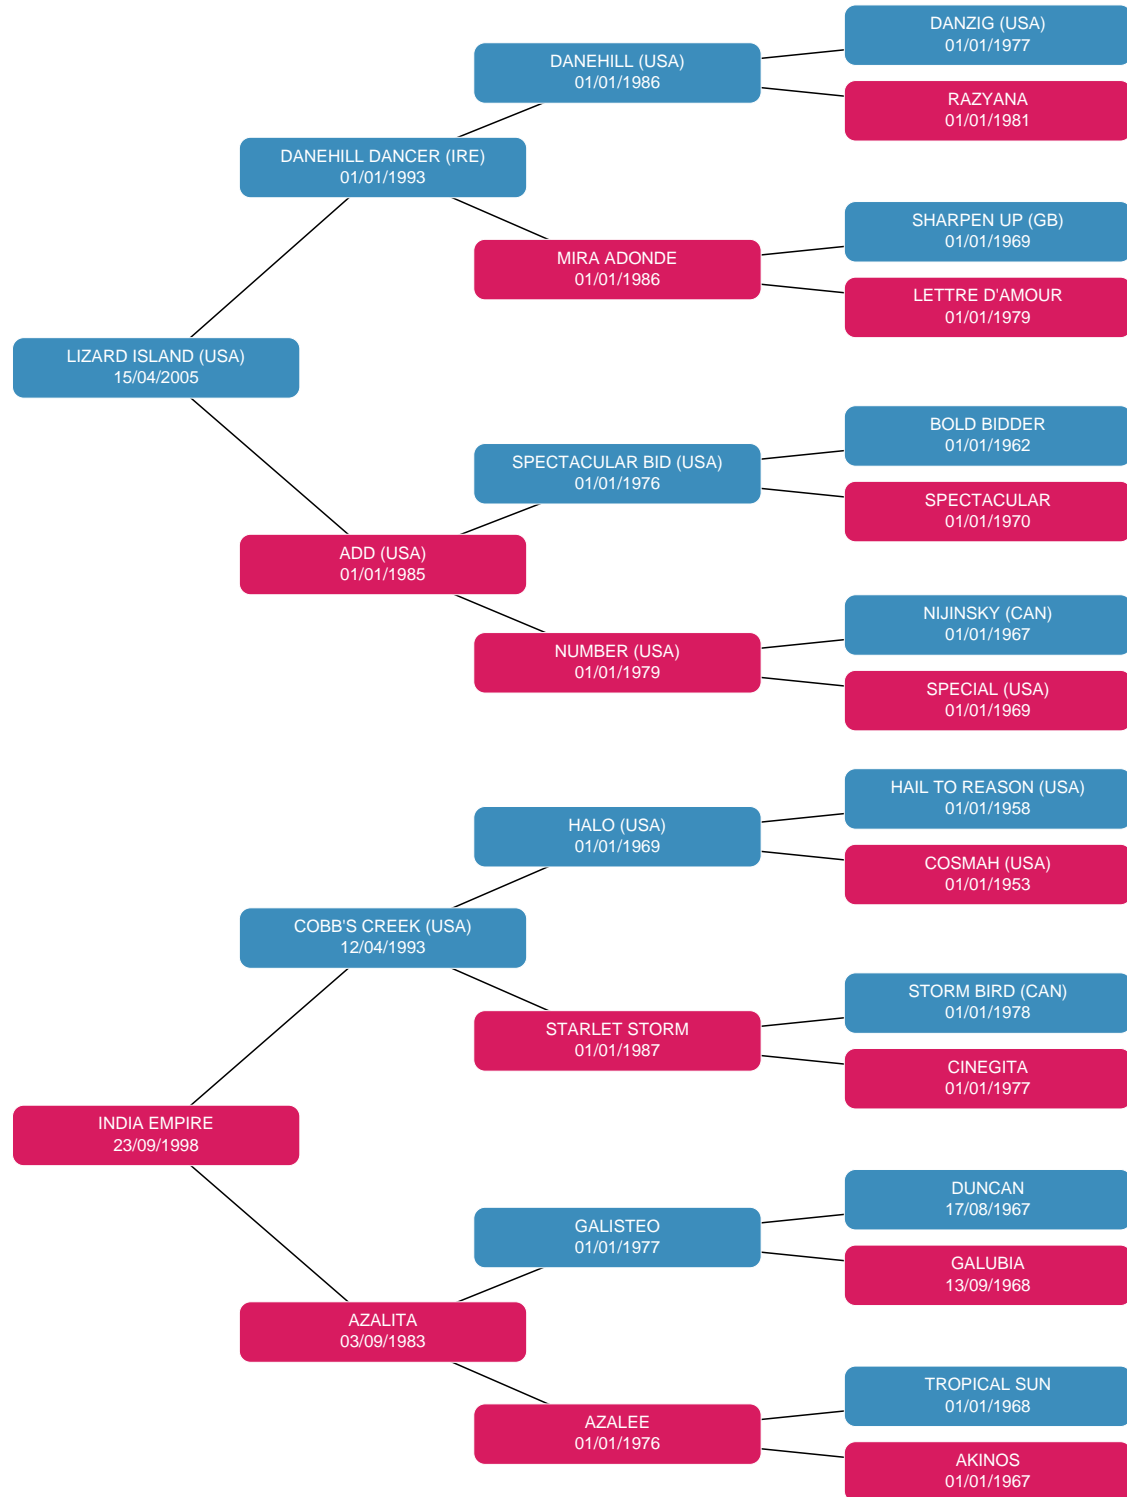 DANZIG (USA)
01/01/1977
DANEHILL (USA)
01/01/1986
RAZYANA
01/01/1981
DANEHILL DANCER (IRE)
01/01/1993
SHARPEN UP (GB)
01/01/1969
MIRA ADONDE
01/01/1986
LETTRE D'AMOUR
01/01/1979
LIZARD ISLAND (USA)
15/04/2005
BOLD BIDDER
01/01/1962
SPECTACULAR BID (USA)
01/01/1976
SPECTACULAR
01/01/1970
ADD (USA)
01/01/1985
NIJINSKY (CAN)
01/01/1967
NUMBER (USA)
01/01/1979
SPECIAL (USA)
01/01/1969
HAIL TO REASON (USA)
01/01/1958
HALO (USA)
01/01/1969
COSMAH (USA)
01/01/1953
COBB'S CREEK (USA)
12/04/1993
STORM BIRD (CAN)
01/01/1978
STARLET STORM
01/01/1987
CINEGITA
01/01/1977
INDIA EMPIRE
23/09/1998
DUNCAN
17/08/1967
GALISTEO
01/01/1977
GALUBIA
13/09/1968
AZALITA
03/09/1983
TROPICAL SUN
01/01/1968
AZALEE
01/01/1976
AKINOS
01/01/1967